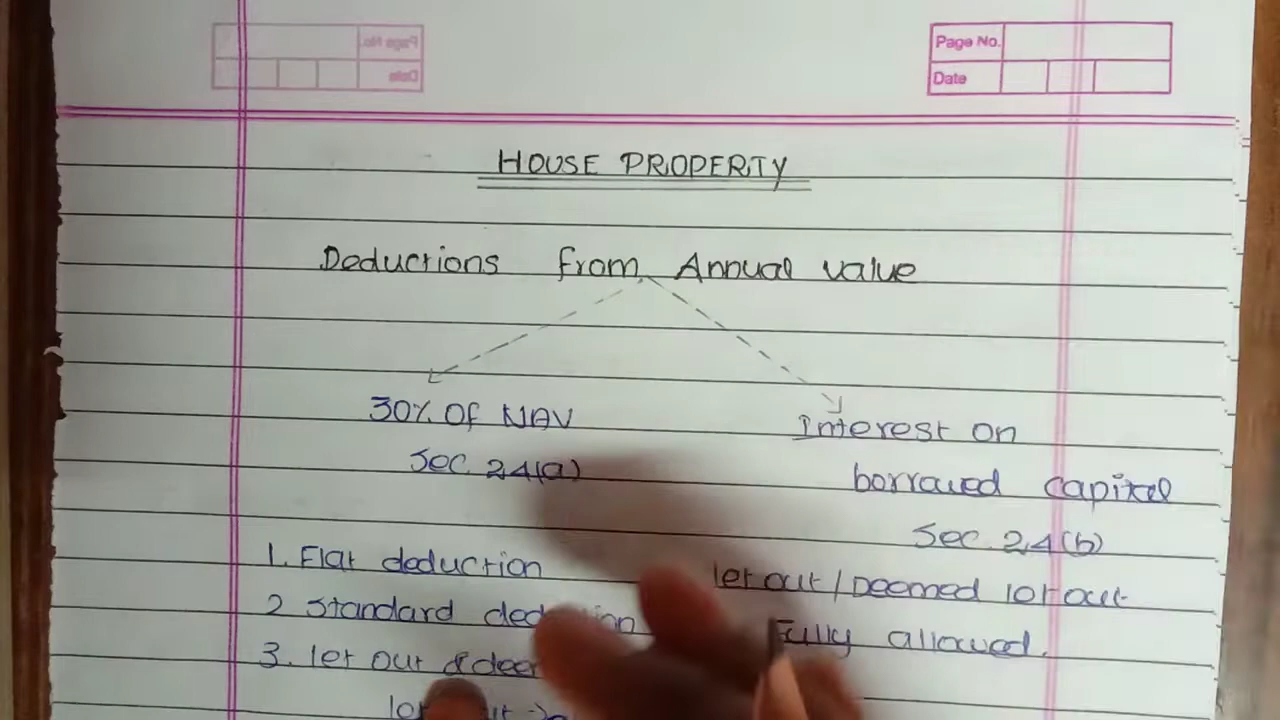 Page No.
Date
HOUSE PROPERTY
Deductions from Annual value
30% Of NAV
Sec 24(a)
1. Flat deduction
2 Standard
3. let out &
Interest on
borrowed capital
Sec. 24(b)
let out / Deemed let out
Fully allowed.